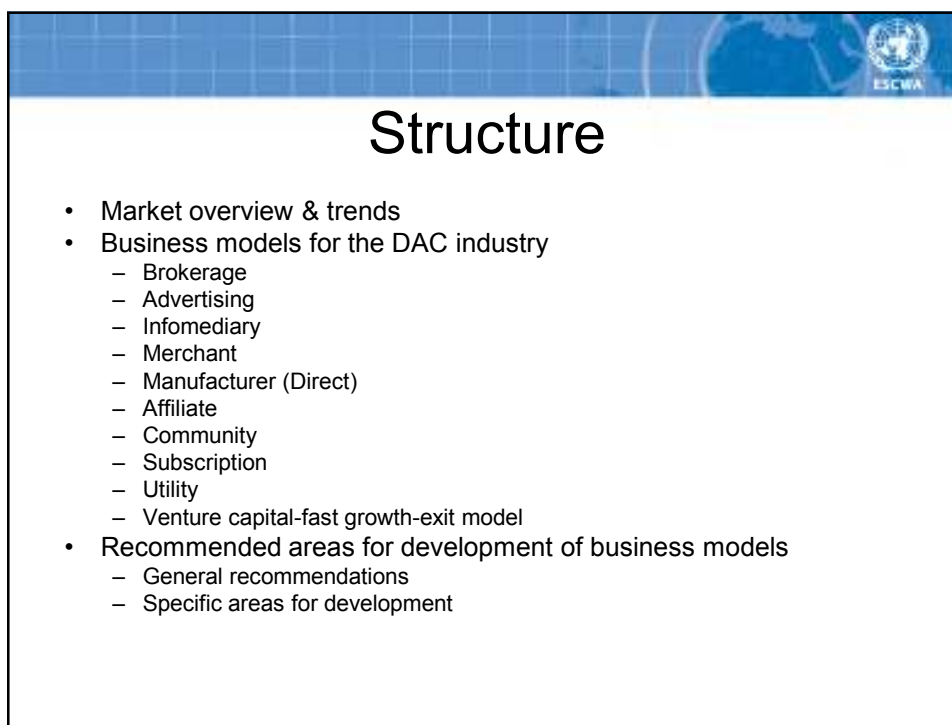 ESCWA
Structure
• Market overview & trends
• Business models for the DAC industry
– Brokerage
– Advertising
– Infomediary
– Merchant
– Manufacturer (Direct)
– Affiliate
– Community
– Subscription
– Utility
– Venture capital-fast growth-exit model
• Recommended areas for development of business models
– General recommendations
– Specific areas for development